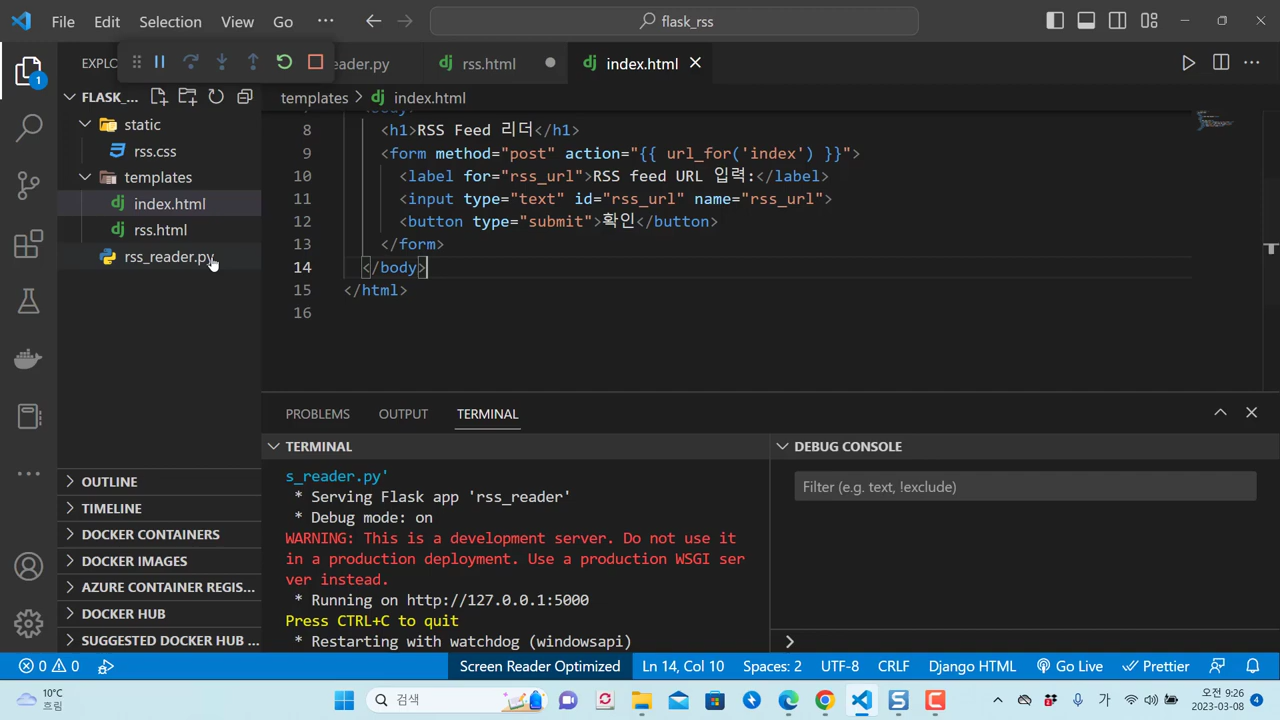 File Edit Selection View Go ··· flask_rss
EXPLO
eader.py rss.html index.html
FLASK_...
static
rss.css
templates
index.html
rss.html
rss_reader.py
templates > index.html
8 <h1>RSS Feed 리더</h1>
9 <form method="post" action="{{ url_for('index') }}">
10 <label for="rss_url">RSS feed URL 입력:</label>
11 <input type="text" id="rss_url" name="rss_url">
12 <button type="submit">확인</button>
13 </form>
14 </body>
15 </html>
16
PROBLEMS OUTPUT TERMINAL
TERMINAL
s_reader.py'
* Serving Flask app 'rss_reader'
* Debug mode: on
WARNING: This is a development server. Do not use it
in a production deployment. Use a production WSGI ser
ver instead.
* Running on http://127.0.0.1:5000
Press CTRL+C to quit
* Restarting with watchdog (windowsapi)
DEBUG CONSOLE
Filter (e.g. text, !exclude)
OUTLINE
TIMELINE
DOCKER CONTAINERS
DOCKER IMAGES
AZURE CONTAINER REGIS...
DOCKER HUB
SUGGESTED DOCKER HUB ...
0 0 Screen Reader Optimized Ln 14, Col 10 Spaces: 2 UTF-8 CRLF Django HTML Go Live Prettier
10°C
흐림
검색
가
오전 9:26
2023-03-08